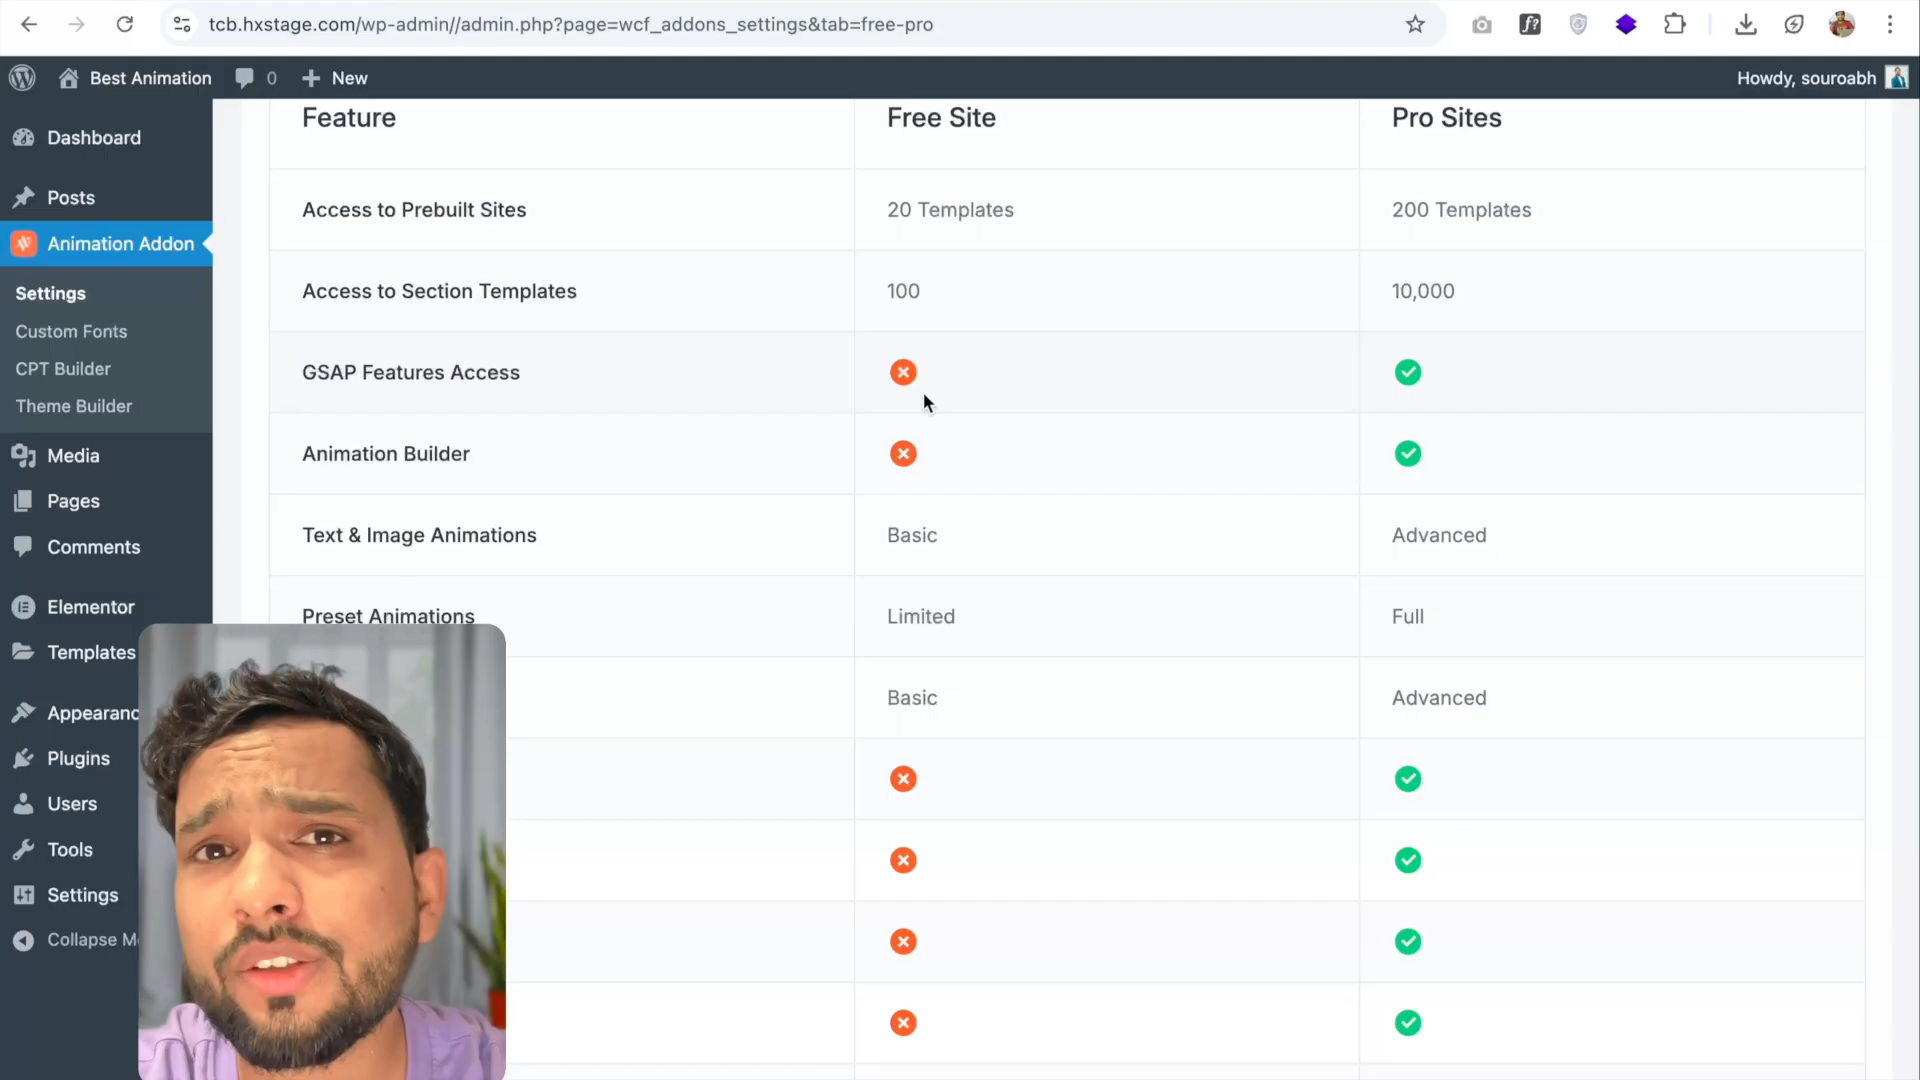 tcb.hxstage.com/wp-admin//admin.php?page=wcf_addons_settings&tab=free-pro
Best Animation 0 + New
Howdy, souroabh
Dashboard
Posts
Animation Addon
Settings
Custom Fonts
CPT Builder
Theme Builder
Media
Pages
Comments
Elementor
Templates
Appearanc
Plugins
Users
Tools
Settings
Collapse M
Feature Free Site Pro Sites
Access to Prebuilt Sites 20 Templates 200 Templates
Access to Section Templates 100 10,000
GSAP Features Access
Animation Builder
Text & Image Animations Basic Advanced
Preset Animations Limited Full
Basic Advanced